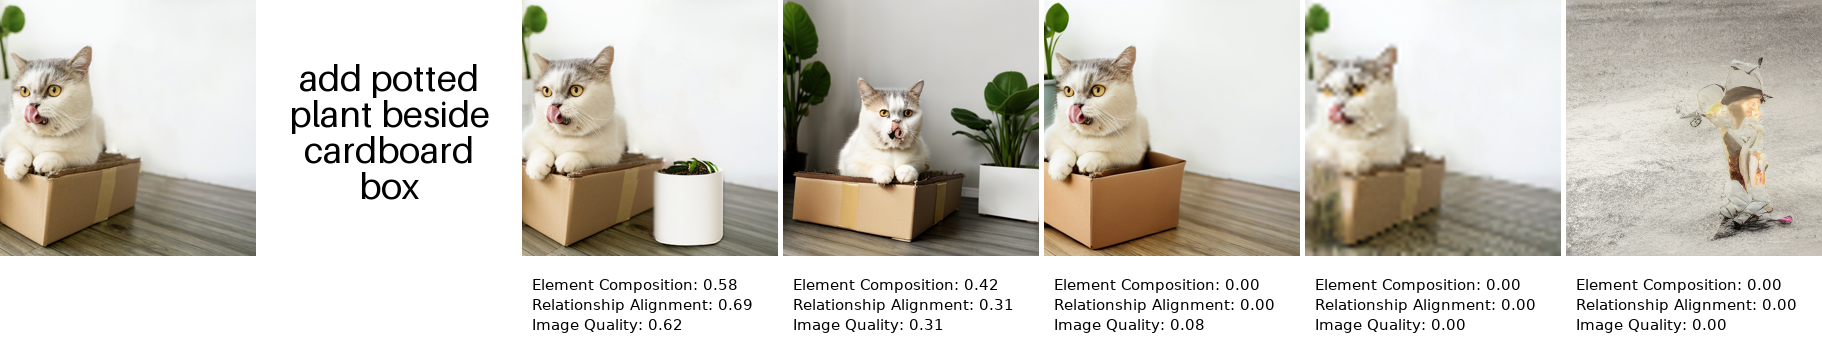 add potted
plant beside
cardboard
box
Element Composition: 0.58
Relationship Alignment: 0.69
Image Quality: 0.62
Element Composition: 0.42
Relationship Alignment: 0.31
Image Quality: 0.31
Element Composition: 0.00
Relationship Alignment: 0.00
Image Quality: 0.08
Element Composition: 0.00
Relationship Alignment: 0.00
Image Quality: 0.00
Element Composition: 0.00
Relationship Alignment: 0.00
Image Quality: 0.00